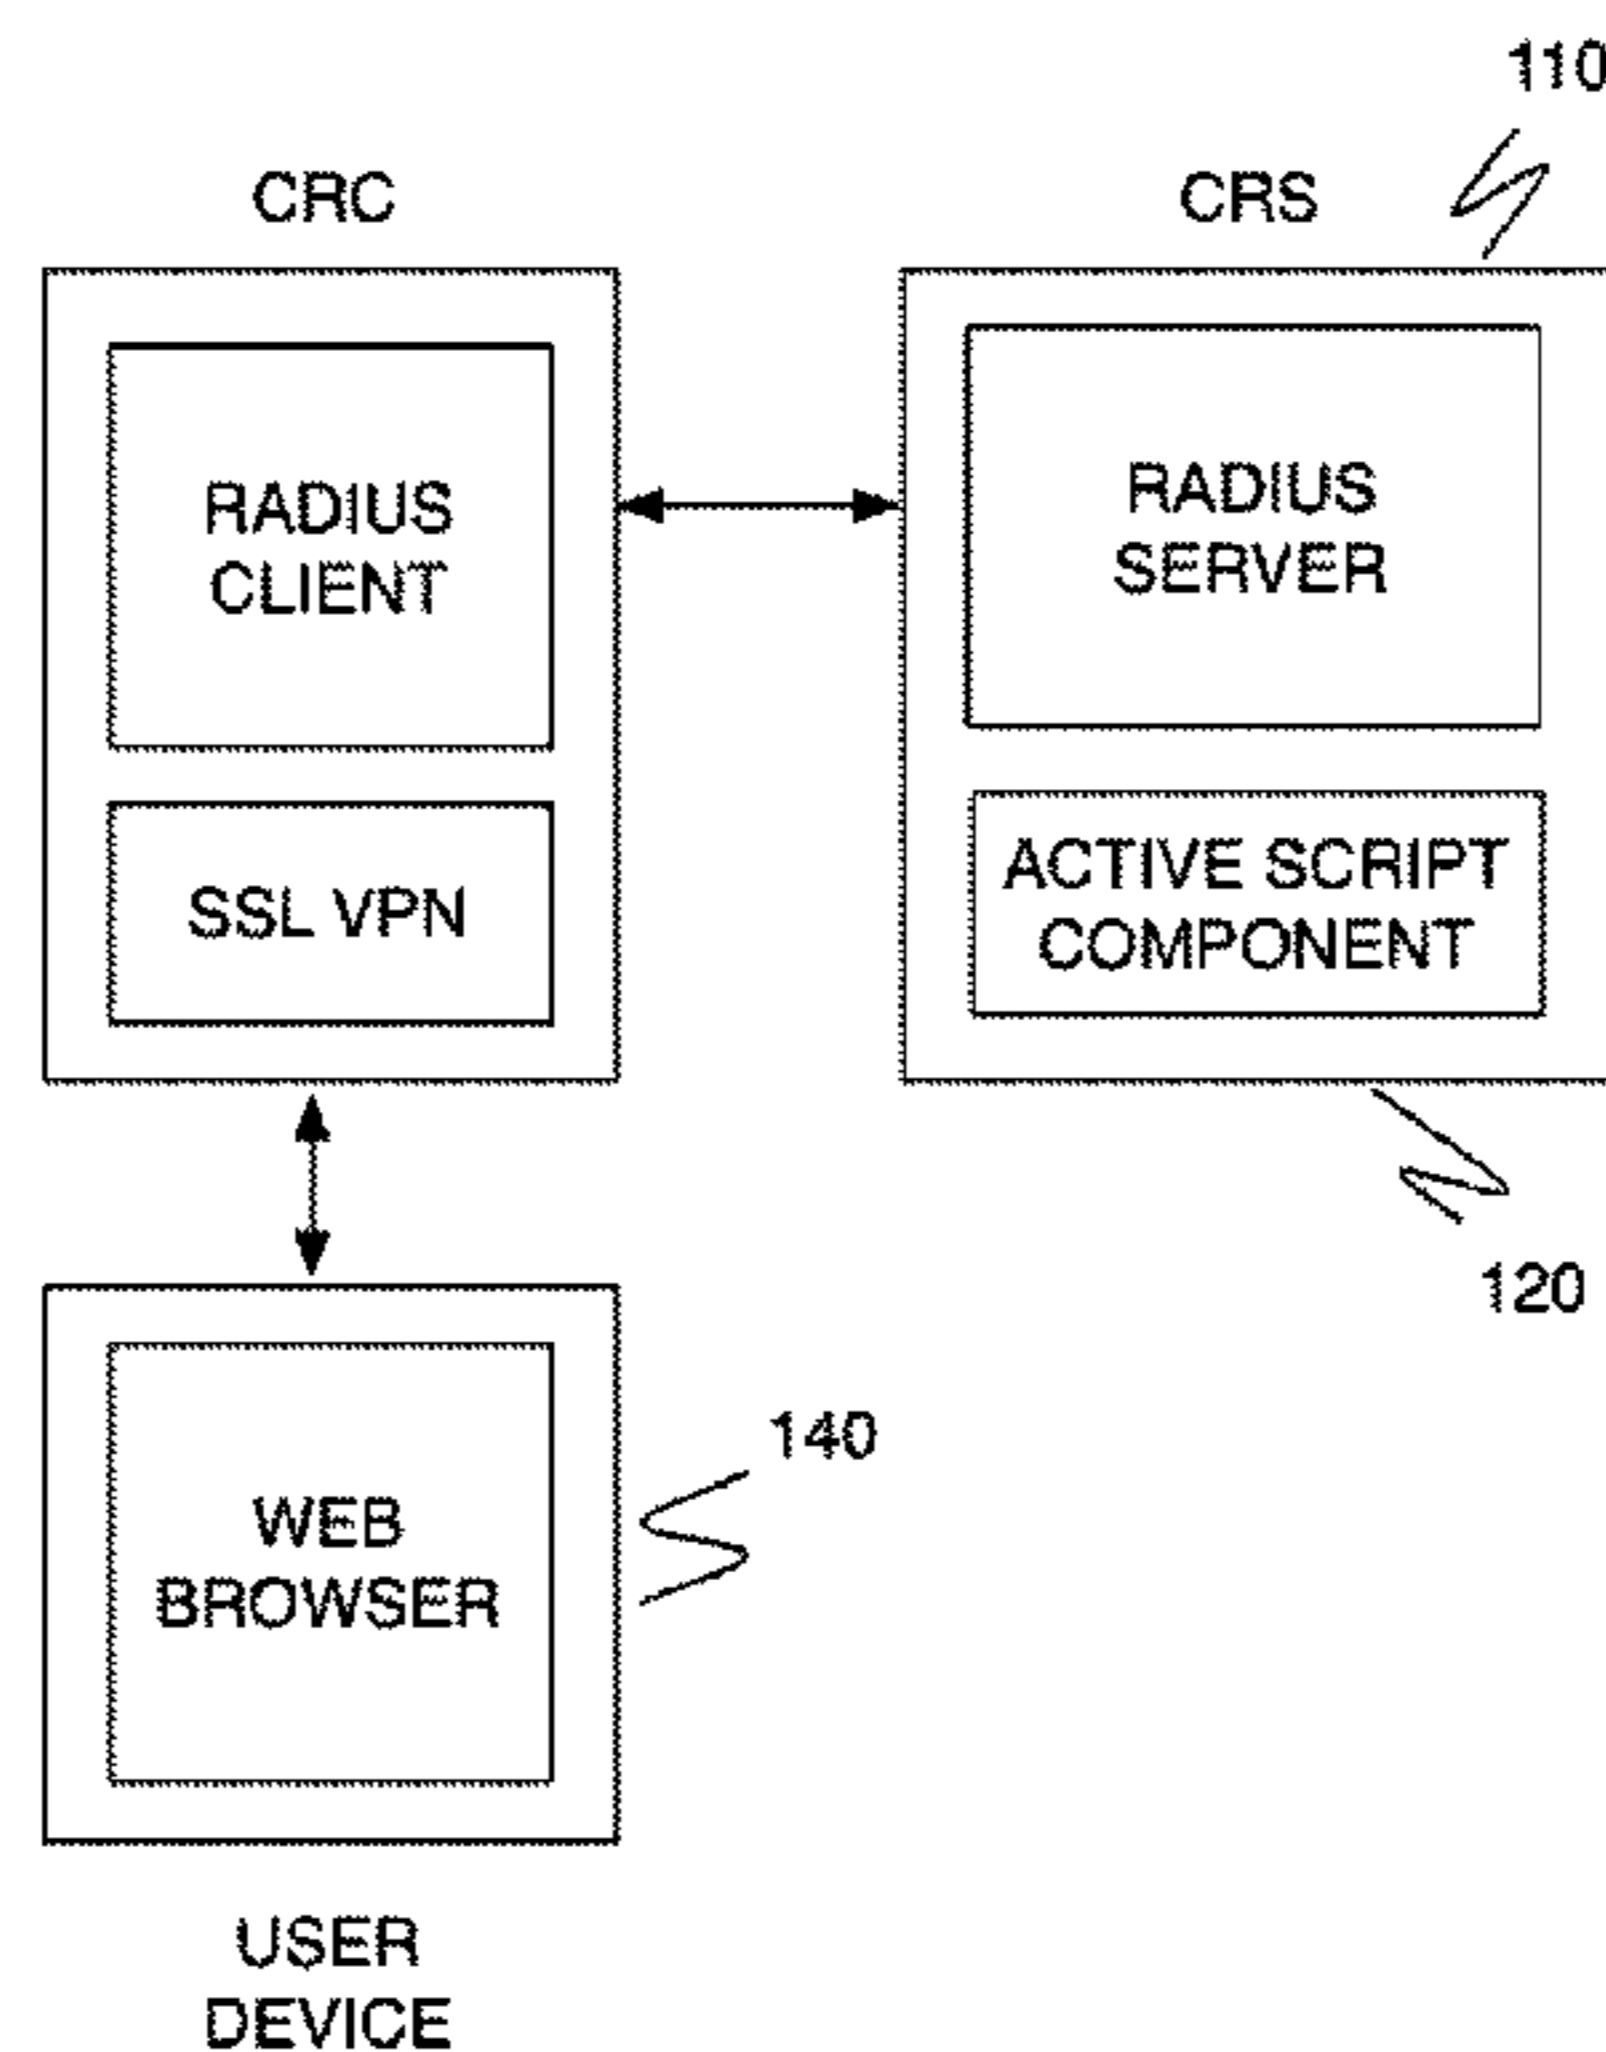 110
CRC
CRS
RADIUS
CLIENT
RADIUS
SERVER
SSL VPN
ACTIVE SCRIPT
COMPONENT
120
140
WEB
BROWSER
USER
DEVICE